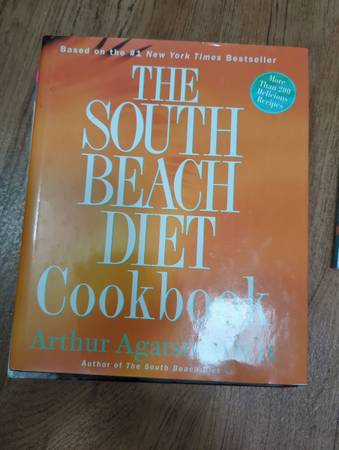 Based on the #1 New York Times Bestseller
THE
SOUTH
BEACH
DIET
Cookbook
More
Than 200
Delicious
Recipes
Arthur
Author of The South Beach Diet